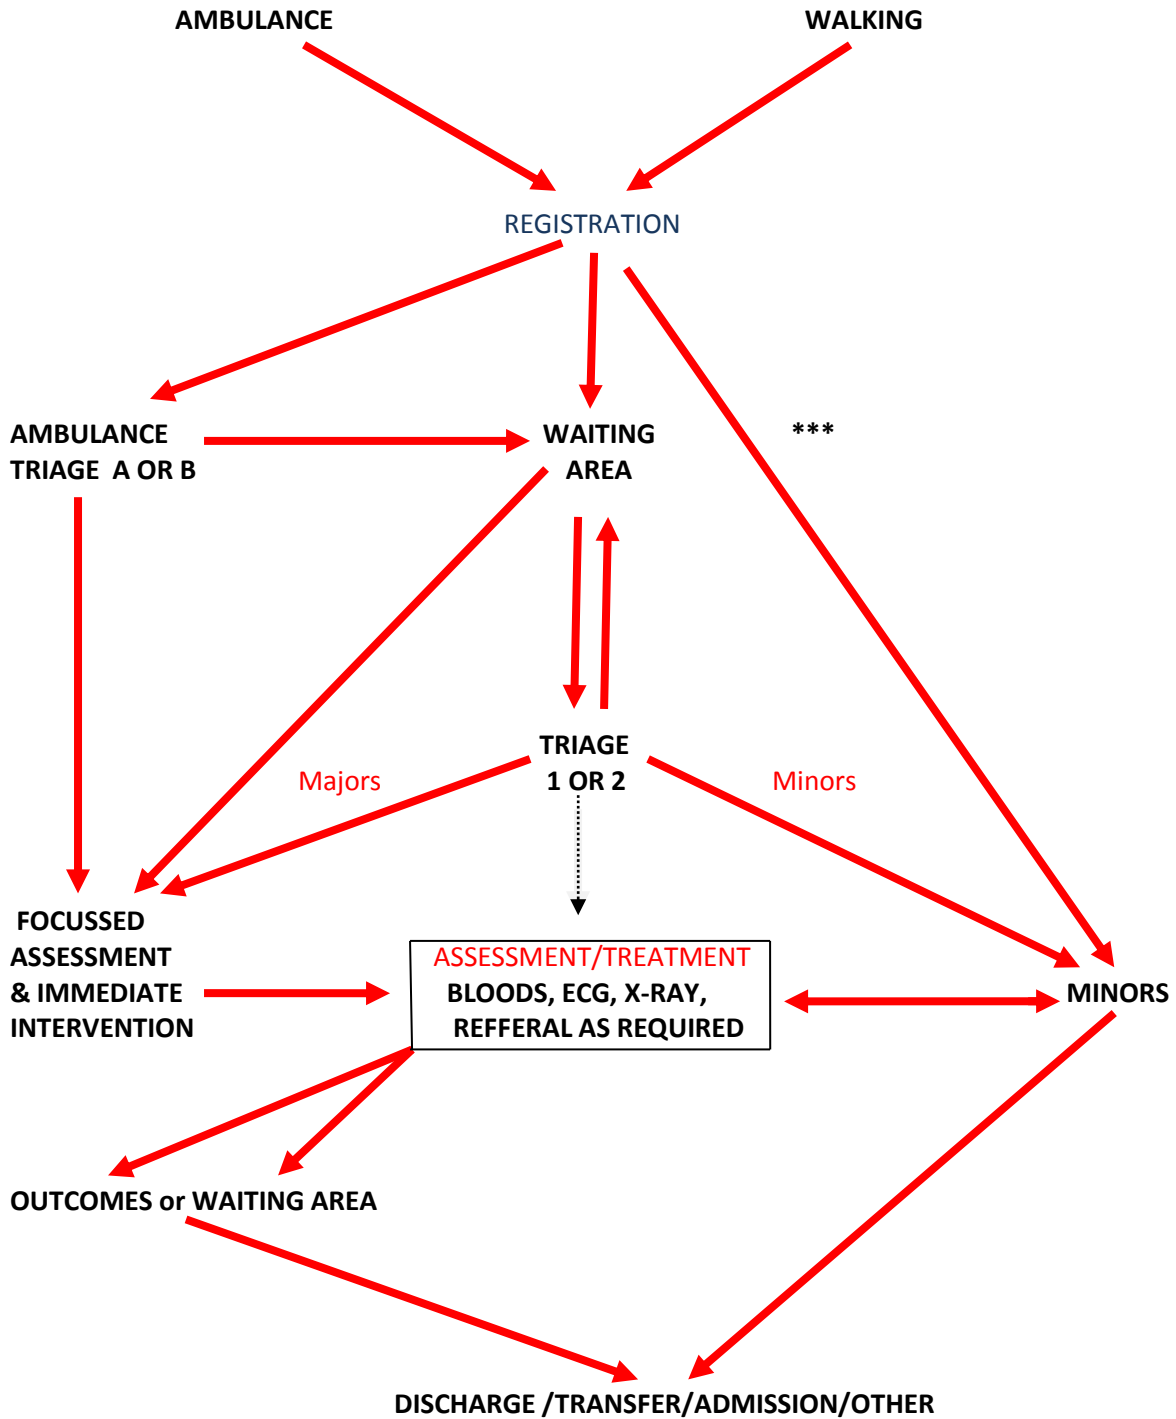 AMBULANCE
WALKING
REGISTRATION
AMBULANCE
TRIAGE A OR B
WAITING
AREA
***
TRIAGE
1 OR 2
Majors
Minors
FOCUSSED
ASSESSMENT
& IMMEDIATE
INTERVENTION
ASSESSMENT/TREATMENT
BLOODS, ECG, X-RAY,
REFFERAL AS REQUIRED
MINORS
OUTCOMES or WAITING AREA
DISCHARGE /TRANSFER/ADMISSION/OTHER